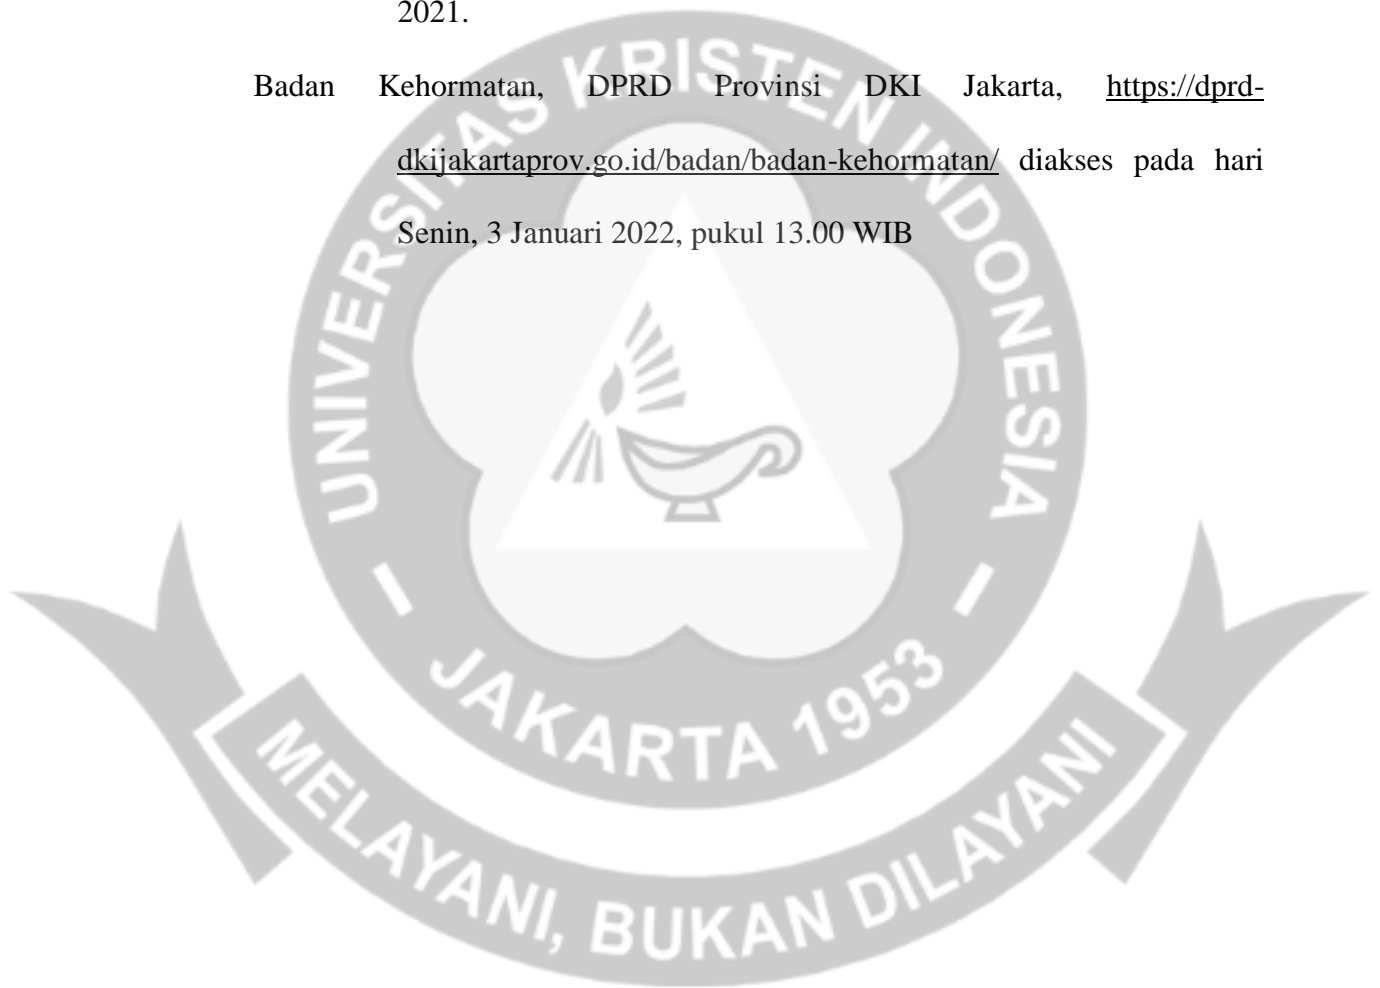 2021.
Badan Kehormatan, DPRD Provinsi DKI Jakarta, https://dprd-
dkijakartaprov.go.id/badan/badan-kehormatan/ diakses pada hari
Senin, 3 Januari 2022, pukul 13.00 WIB
UNIVERSITAS KRISTEN INDONESIA
JAKARTA 1953
MELAYANI, BUKAN DILAYANI